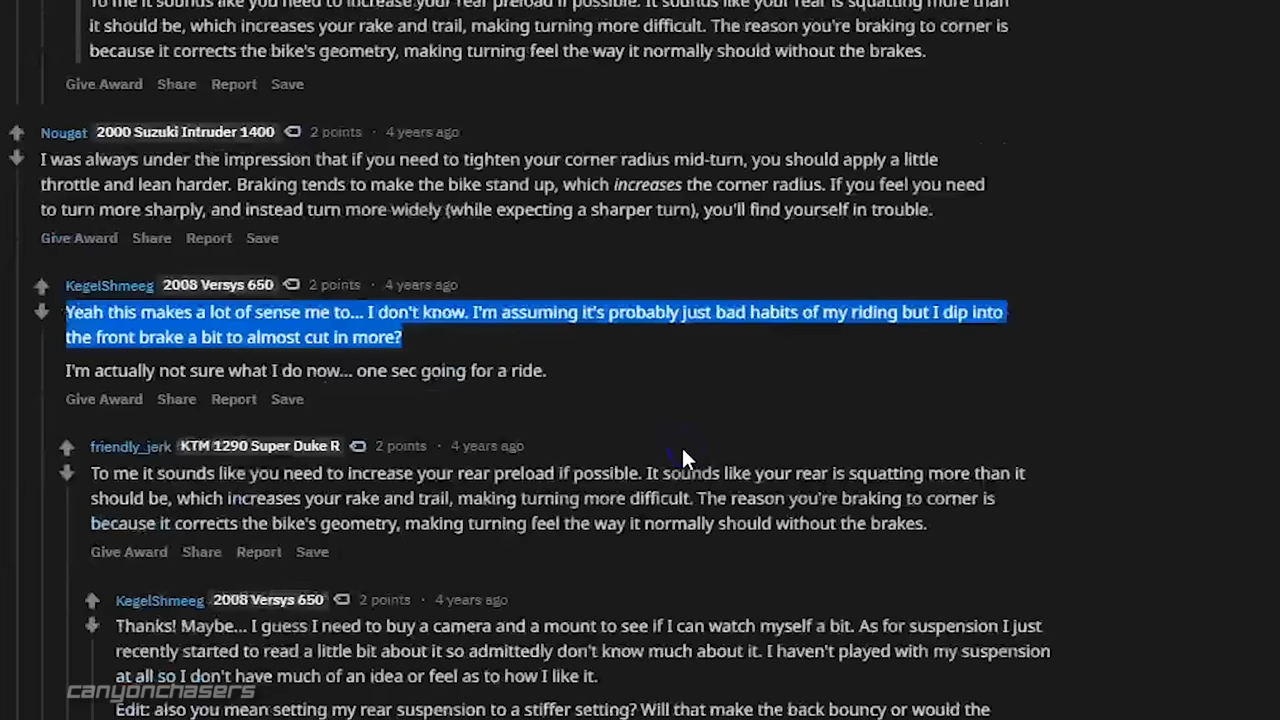 To me it sounds like you need to increase your rear preload if possible. It sounds like your rear is squatting more than
it should be, which increases your rake and trail, making turning more difficult. The reason you're braking to corner is
because it corrects the bike's geometry, making turning feel the way it normally should without the brakes.
Give Award Share Report Save
Nougat 2000 Suzuki Intruder 1400 2 points · 4 years ago
I was always under the impression that if you need to tighten your corner radius mid-turn, you should apply a little
throttle and lean harder. Braking tends to make the bike stand up, which increases the corner radius. If you feel you need
to turn more sharply, and instead turn more widely (while expecting a sharper turn), you'll find yourself in trouble.
Give Award Share Report Save
KegelShmeeg 2008 Versys 650 2 points · 4 years ago
Yeah this makes a lot of sense me to... I don't know. I'm assuming it's probably just bad habits of my riding but I dip into
the front brake a bit to almost cut in more?
I'm actually not sure what I do now... one sec going for a ride.
Give Award Share Report Save
friendly_jerk KTM 1290 Super Duke R 2 points · 4 years ago
To me it sounds like you need to increase your rear preload if possible. It sounds like your rear is squatting more than it
should be, which increases your rake and trail, making turning more difficult. The reason you're braking to corner is
because it corrects the bike's geometry, making turning feel the way it normally should without the brakes.
Give Award Share Report Save
KegelShmeeg 2008 Versys 650 2 points · 4 years ago
Thanks! Maybe... I guess I need to buy a camera and a mount to see if I can watch myself a bit. As for suspension I just
recently started to read a little bit about it so admittedly don't know much about it. I haven't played with my suspension
at all so I don't have much of an idea or feel as to how I like it.
canyonchasers
Edit: also you mean setting my rear suspension to a stiffer setting? Will that make the back bouncy or would the